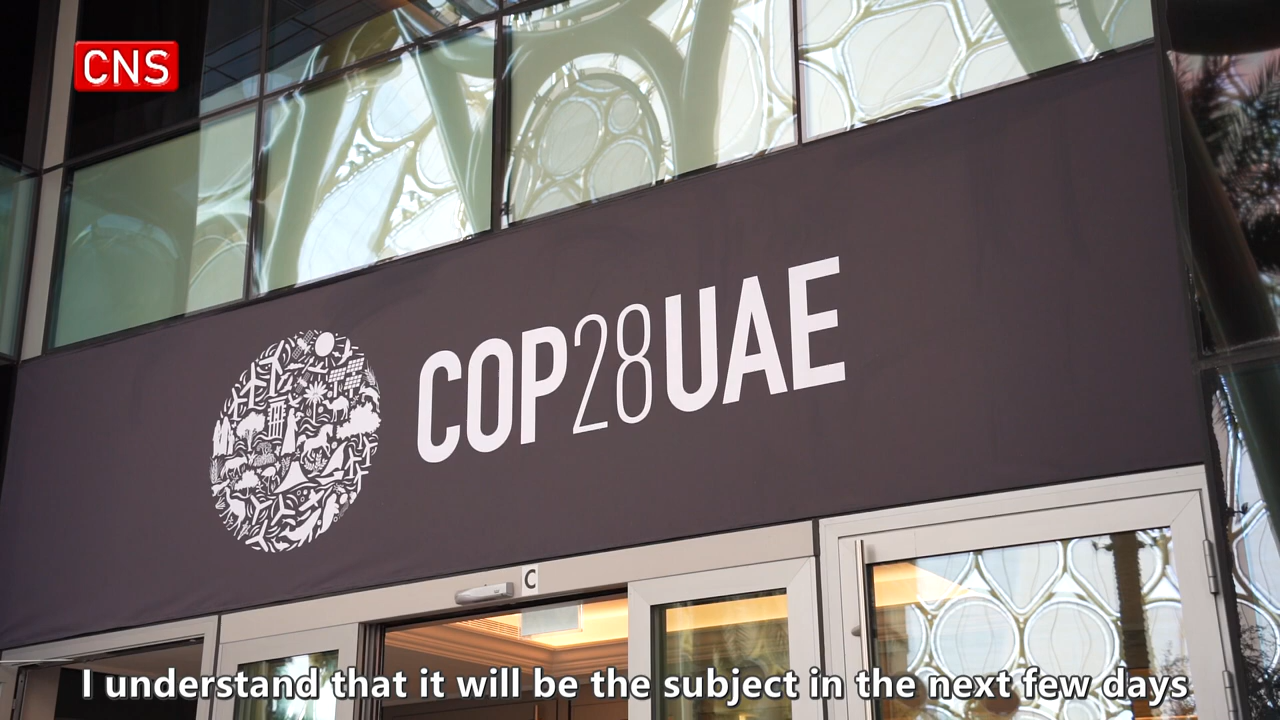 CNS
COP28UAE
C
I understand that it will be the subject in the next few days